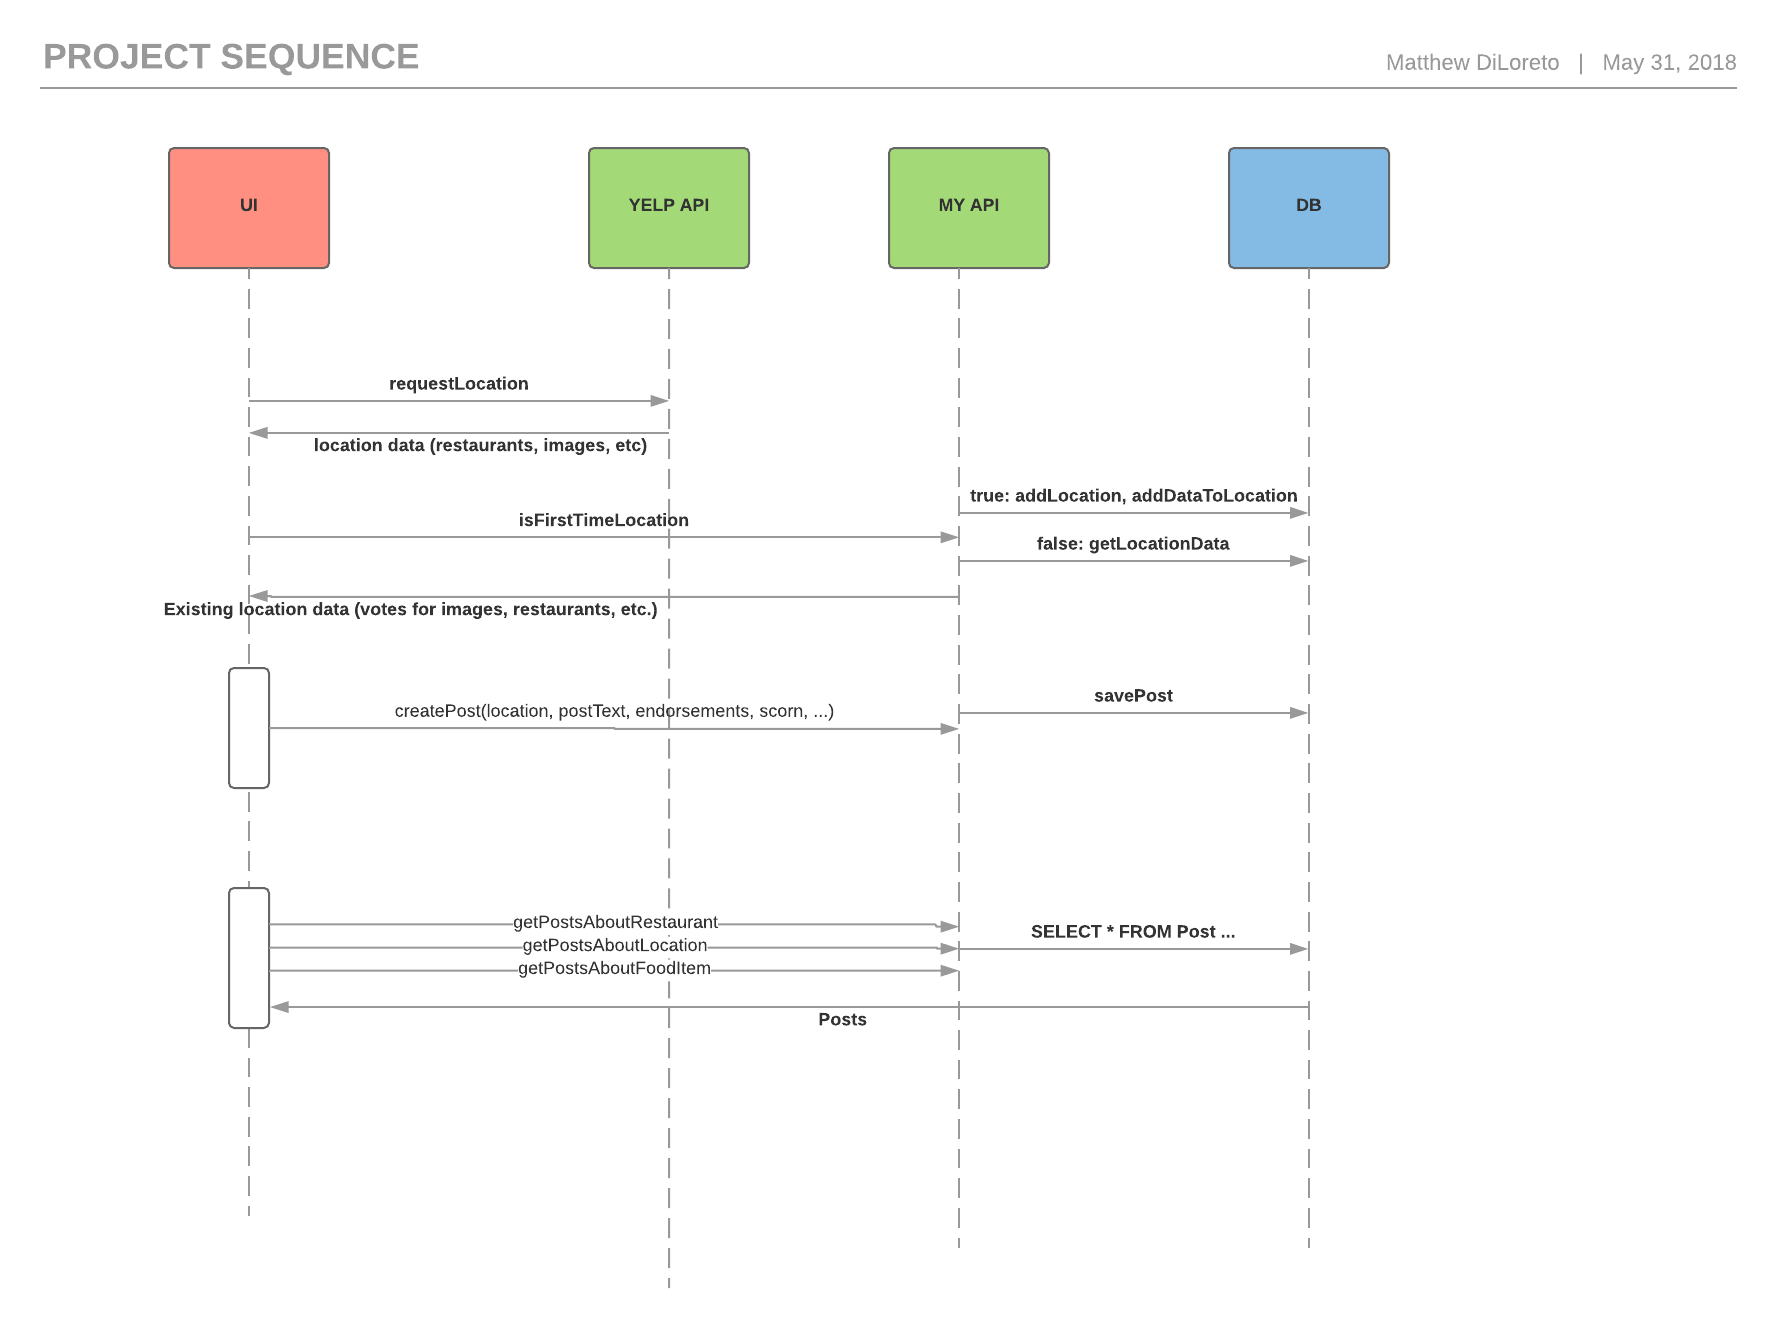 PROJECT SEQUENCE
Matthew DiLoreto | May 31, 2018
UI
YELP API
MY API
DB
requestLocation
location data (restaurants, images, etc)
true: addLocation, addDataToLocation
isFirstTimeLocation
false: getLocationData
Existing location data (votes for images, restaurants, etc.)
savePost
createPost(location, postText, endorsements, scorn, ...)
getPostsAboutRestaurant
SELECT * FROM Post ...
getPostsAboutLocation
getPostsAboutFoodItem
Posts